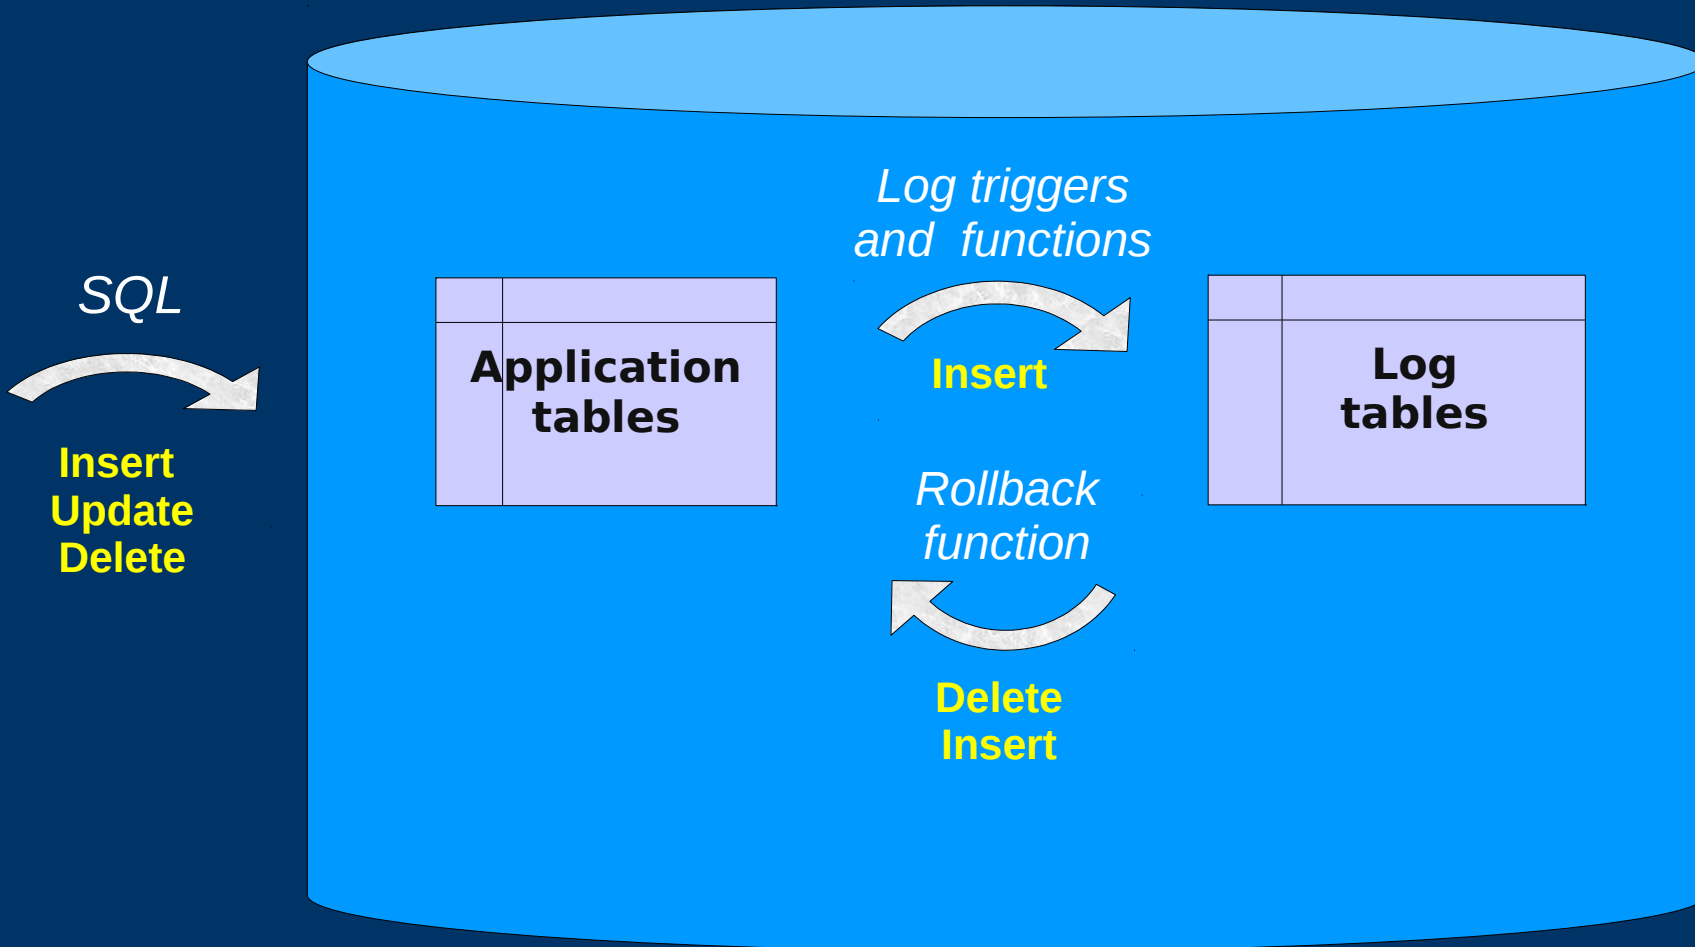 SQL
Insert
Update
Delete
Application
tables
Log triggers
and  functions
Insert
Rollback
function
Delete
Insert
Log
tables